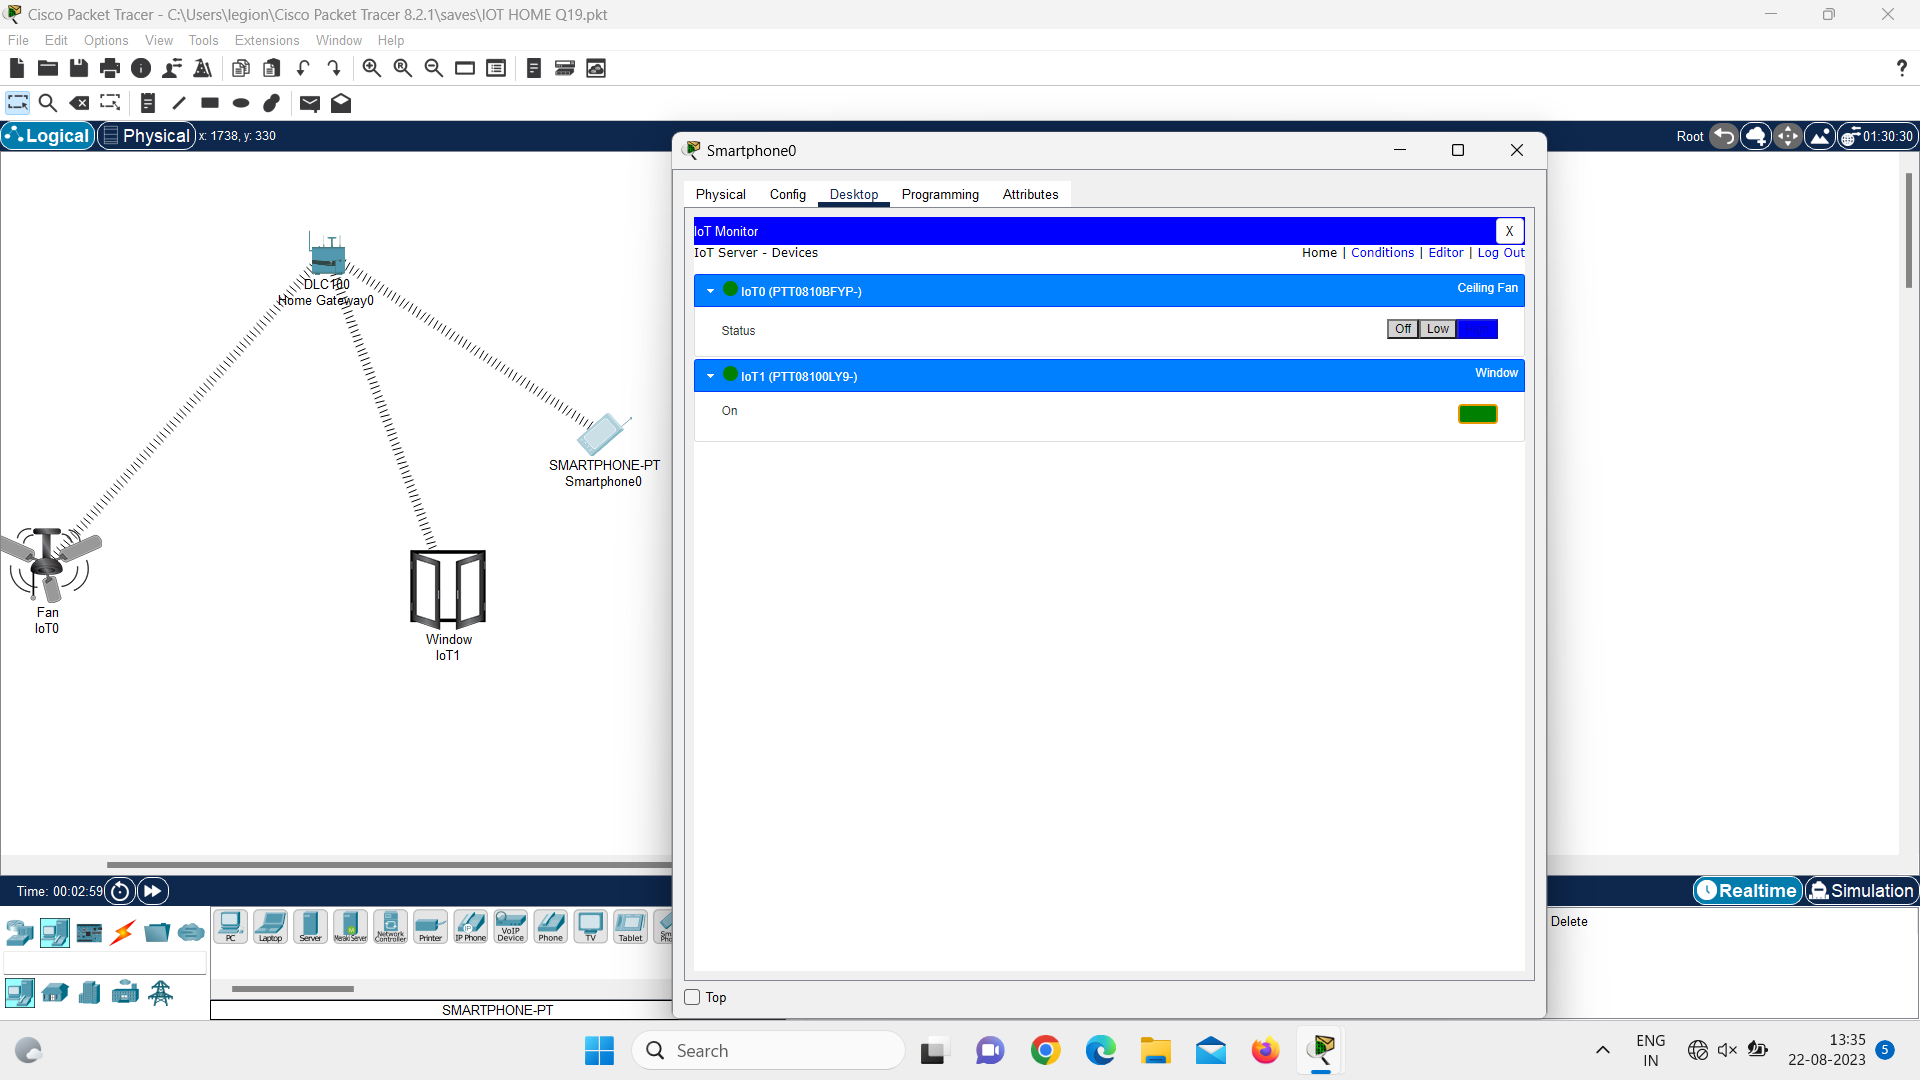 Cisco Packet Tracer - C:\Users\legion\Cisco Packet Tracer 8.2.1\saves\IOT HOME Q19.pkt
File Edit Options View Tools Extensions Window Help
?
Logical Physical x: 1738, y: 330
Root 01:30:30
DLC100
Home Gateway0
SMARTPHONE-PT
Smartphone0
Fan
IoT0
Window
IoT1
Smartphone0
Physical Config Desktop Programming Attributes
IoT Monitor X
IoT Server - Devices Home | Conditions | Editor | Log Out
IoT0 (PTT0810BFYP-) Ceiling Fan
Status Off Low
IoT1 (PTT08100LY9-) Window
On
Top
Time: 00:02:59
Realtime Simulation
PC Laptop Server Meraki Server Network Controller Printer IP Phone VoIP Device Phone TV Tablet
SMARTPHONE-PT
Delete
Search
ENG
IN
13:35
22-08-2023
5